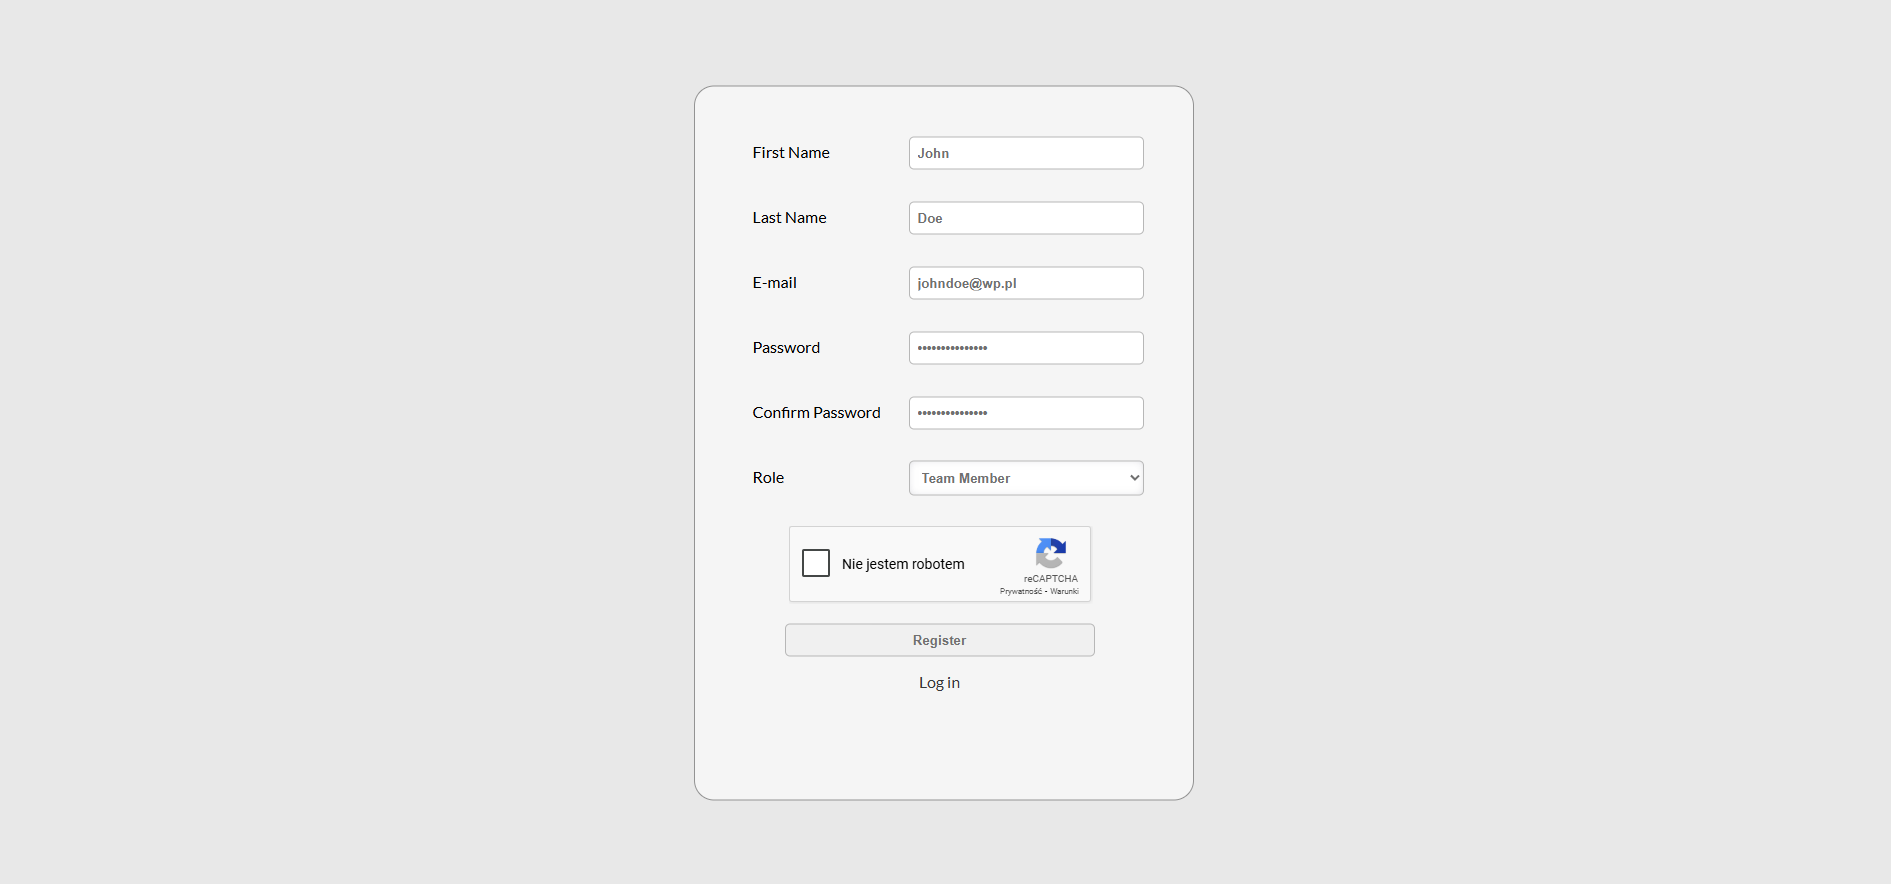 First Name John
Last Name Doe
E-mail johndoe@wp.pl
Password •••••••••••••••
Confirm Password •••••••••••••••
Role Team Member
Nie jestem robotem
reCAPTCHA
Prywatność - Warunki
Register
Log in